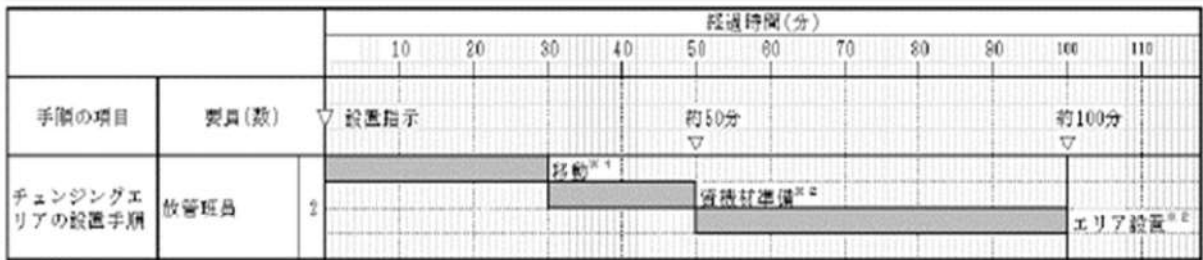 経過時間(分)
10 20 30 40 50 60 70 80 90 100 110
手順の項目 要員(数) 設置指示 約50分 約100分
移動※1
チェンジングエ
リアの設置手順 放管班員 2 資機材準備※2
エリア設置※2